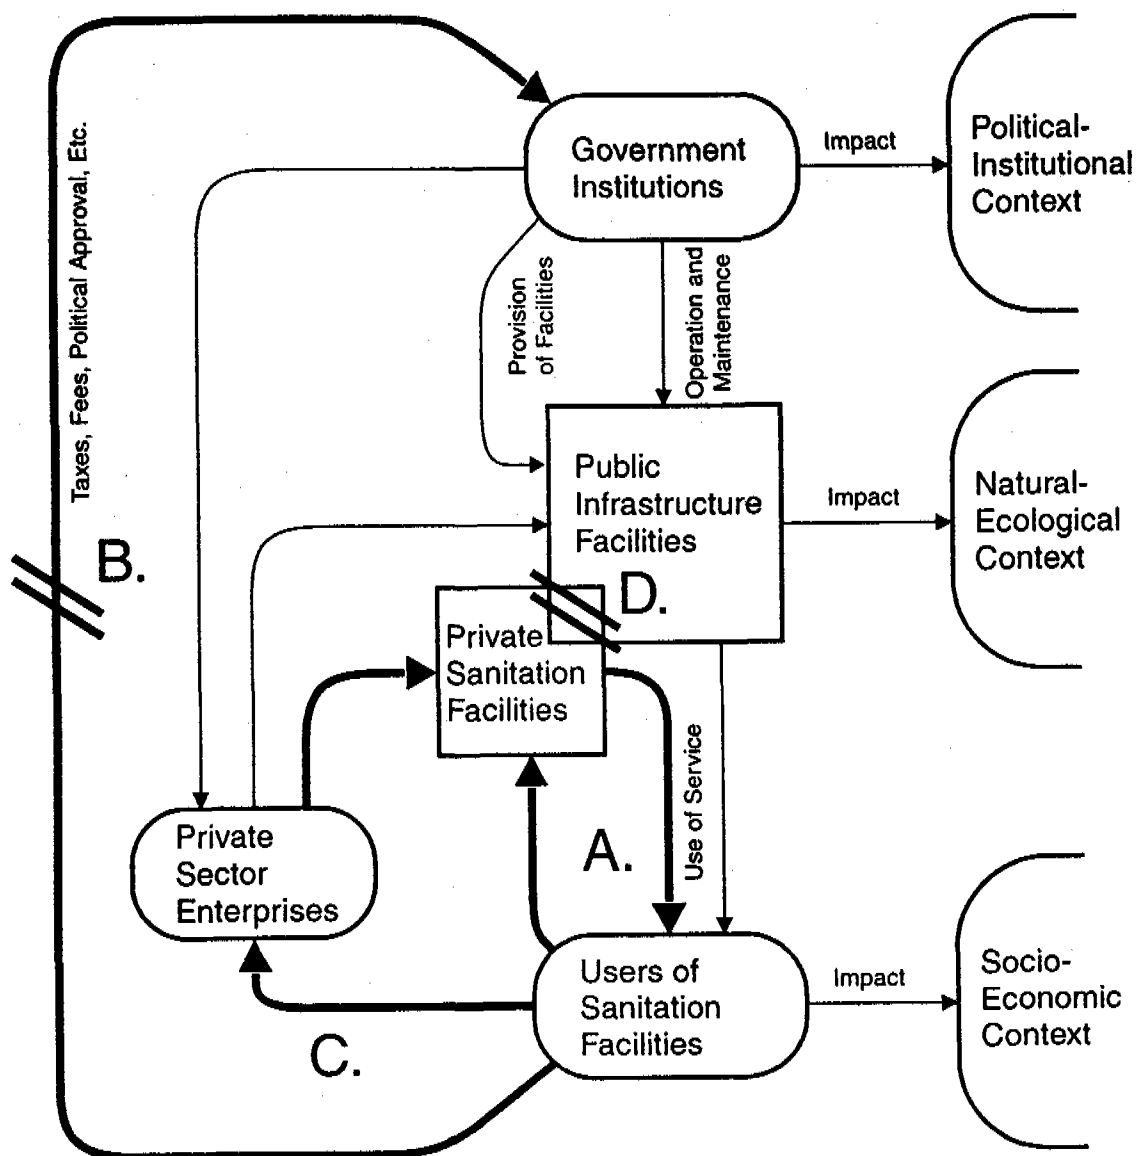 Taxes, Fees, Political Approval, Etc.
Government
Institutions
Impact
Political-
Institutional
Context
Provision
of Facilities
Operation and
Maintenance
Public
Infrastructure
Facilities
Impact
Natural-
Ecological
Context
B.
D.
Private
Sanitation
Facilities
Use of Service
A.
Private
Sector
Enterprises
Users of
Sanitation
Facilities
Impact
Socio-
Economic
Context
C.